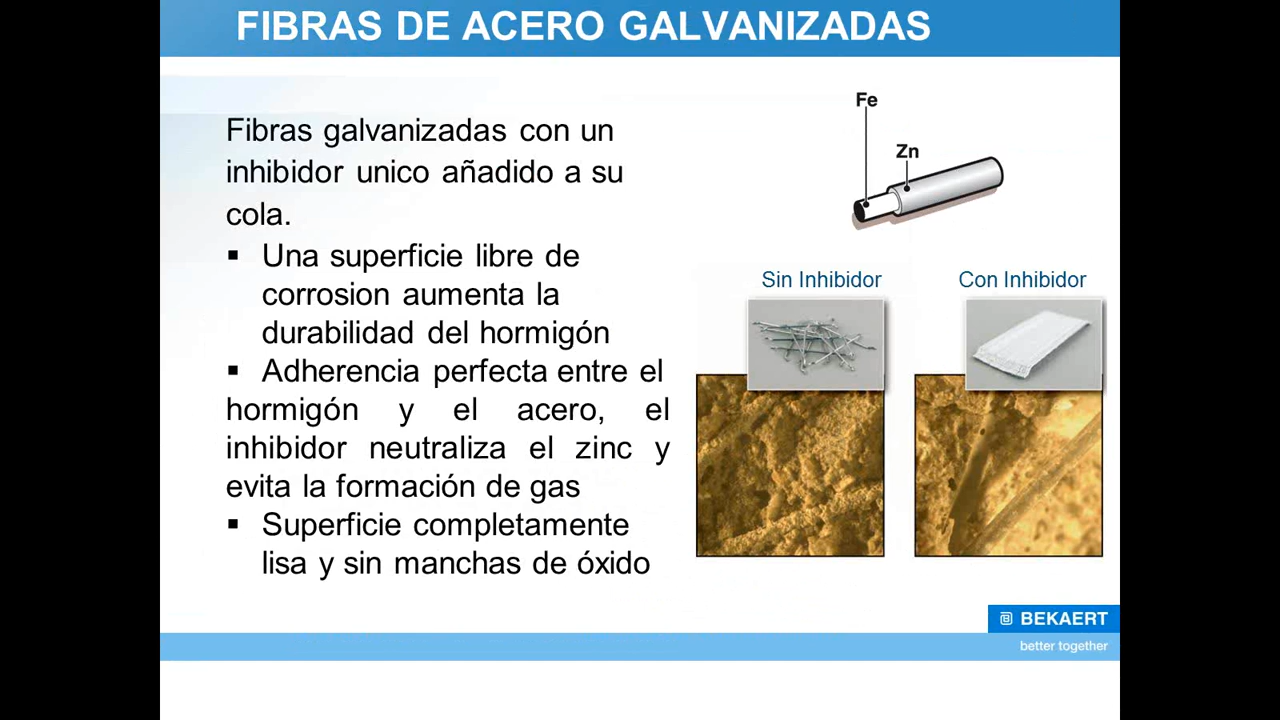 FIBRAS DE ACERO GALVANIZADAS
Fibras galvanizadas con un
inhibidor unico añadido a su
cola.
▪ Una superficie libre de
corrosion aumenta la
durabilidad del hormigón
▪ Adherencia perfecta entre el
hormigón y el acero, el
inhibidor neutraliza el zinc y
evita la formación de gas
▪ Superficie completamente
lisa y sin manchas de óxido
Fe
Zn
Sin Inhibidor
Con Inhibidor
BEKAERT
better together